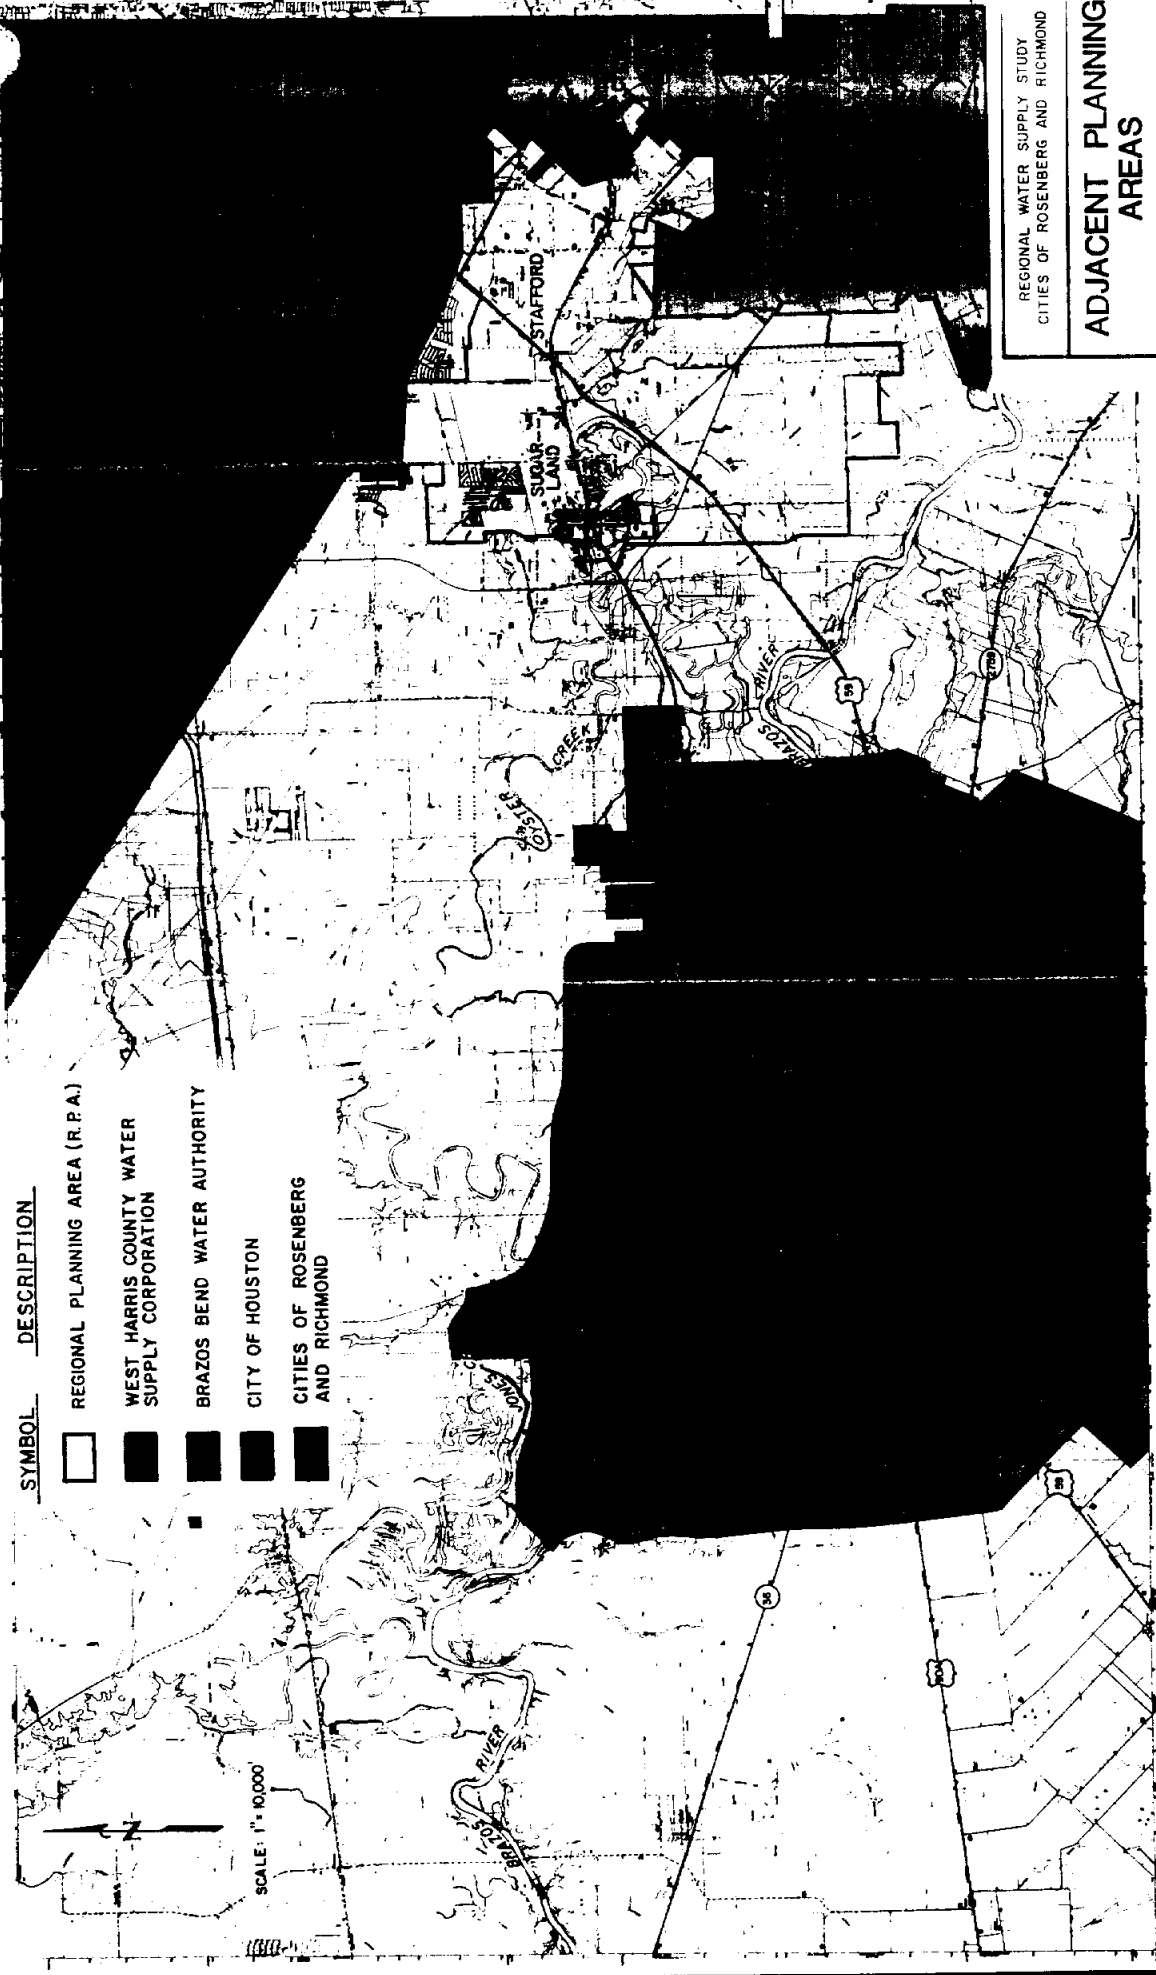 SYMBOL DESCRIPTION
REGIONAL PLANNING AREA (R.P.A.)
WEST HARRIS COUNTY WATER
SUPPLY CORPORATION
BRAZOS BEND WATER AUTHORITY
CITY OF HOUSTON
CITIES OF ROSENBERG
AND RICHMOND
N
SCALE: 1"= 10,000'
BRAZOS
RIVER
JONES
OYSTER
CREEK
SUGAR
LAND
STAFFORD
BRAZOS
RIVER
59
2759
36
59
REGIONAL WATER SUPPLY STUDY
CITIES OF ROSENBERG AND RICHMOND
ADJACENT PLANNING
AREAS